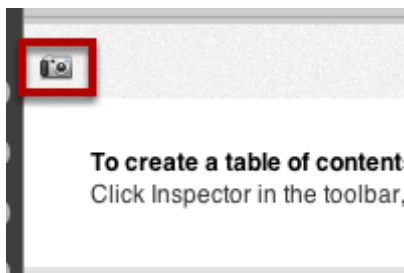 To create a table of content
Click Inspector in the toolbar,